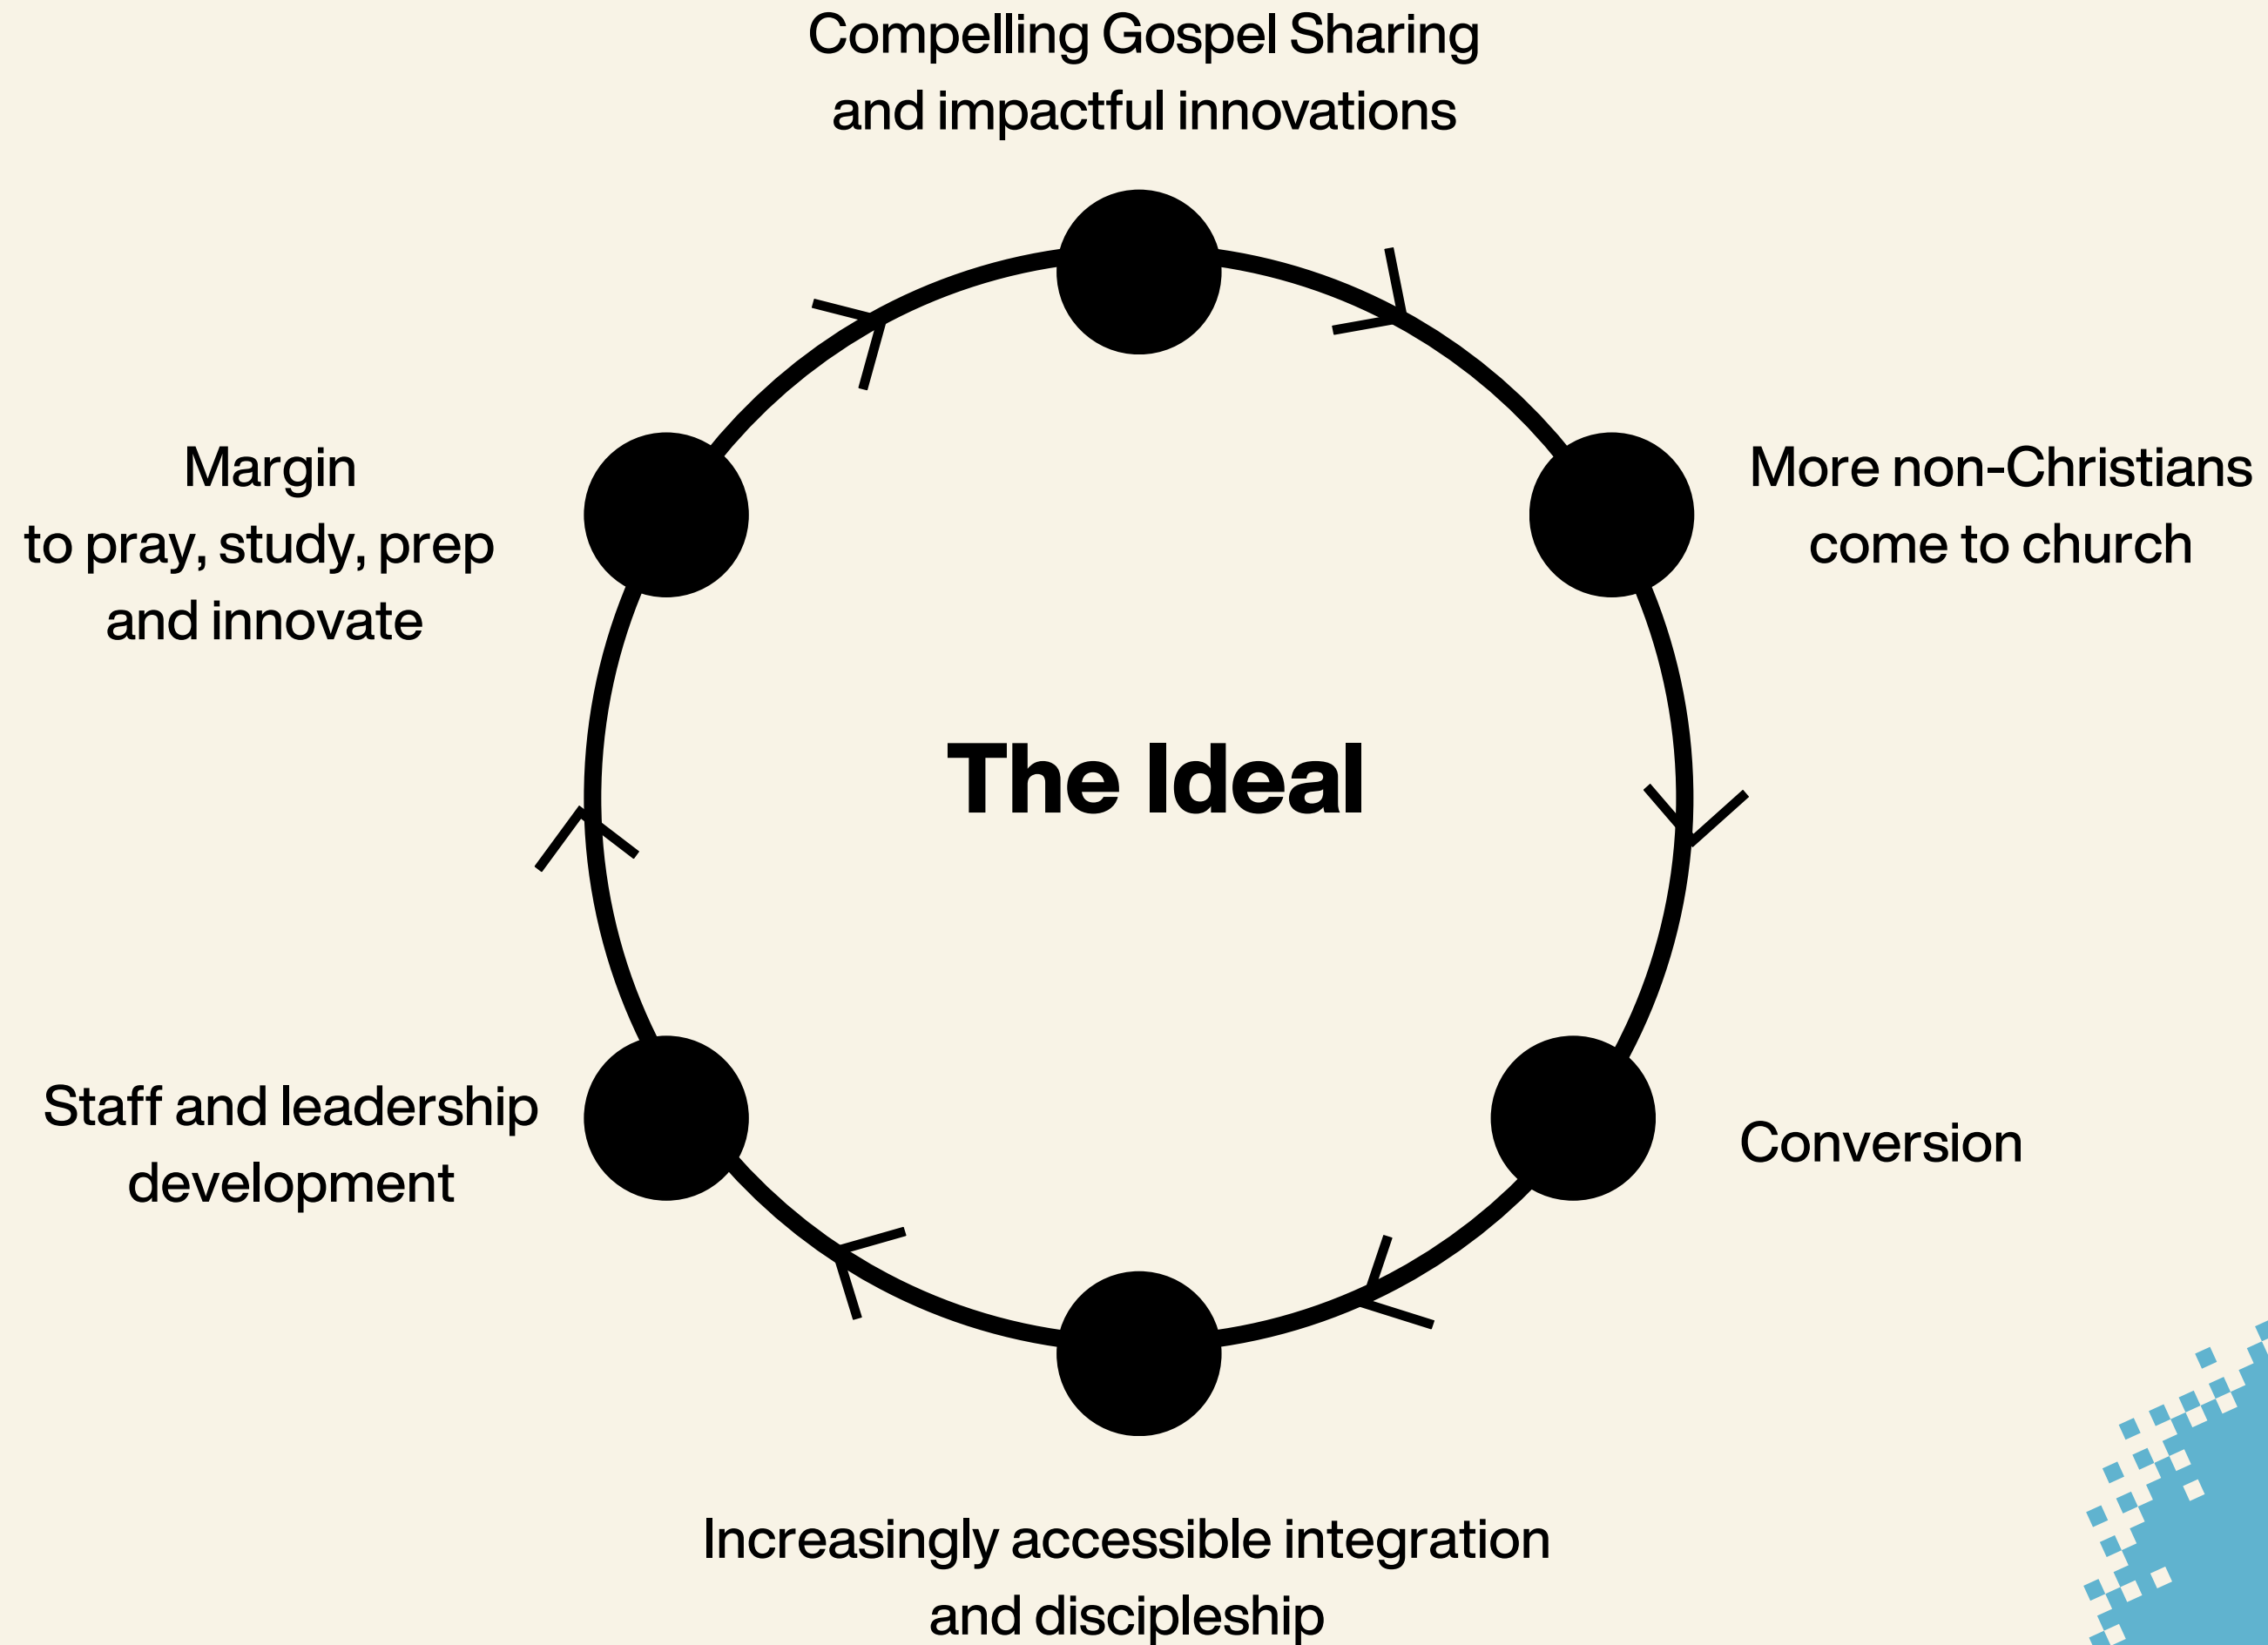 Compelling Gospel Sharing
and impactful innovations
More non-Christians
come to church
Conversion
Increasingly accessible integration
and discipleship
Staff and leadership
development
Margin
to pray, study, prep
and innovate
The Ideal